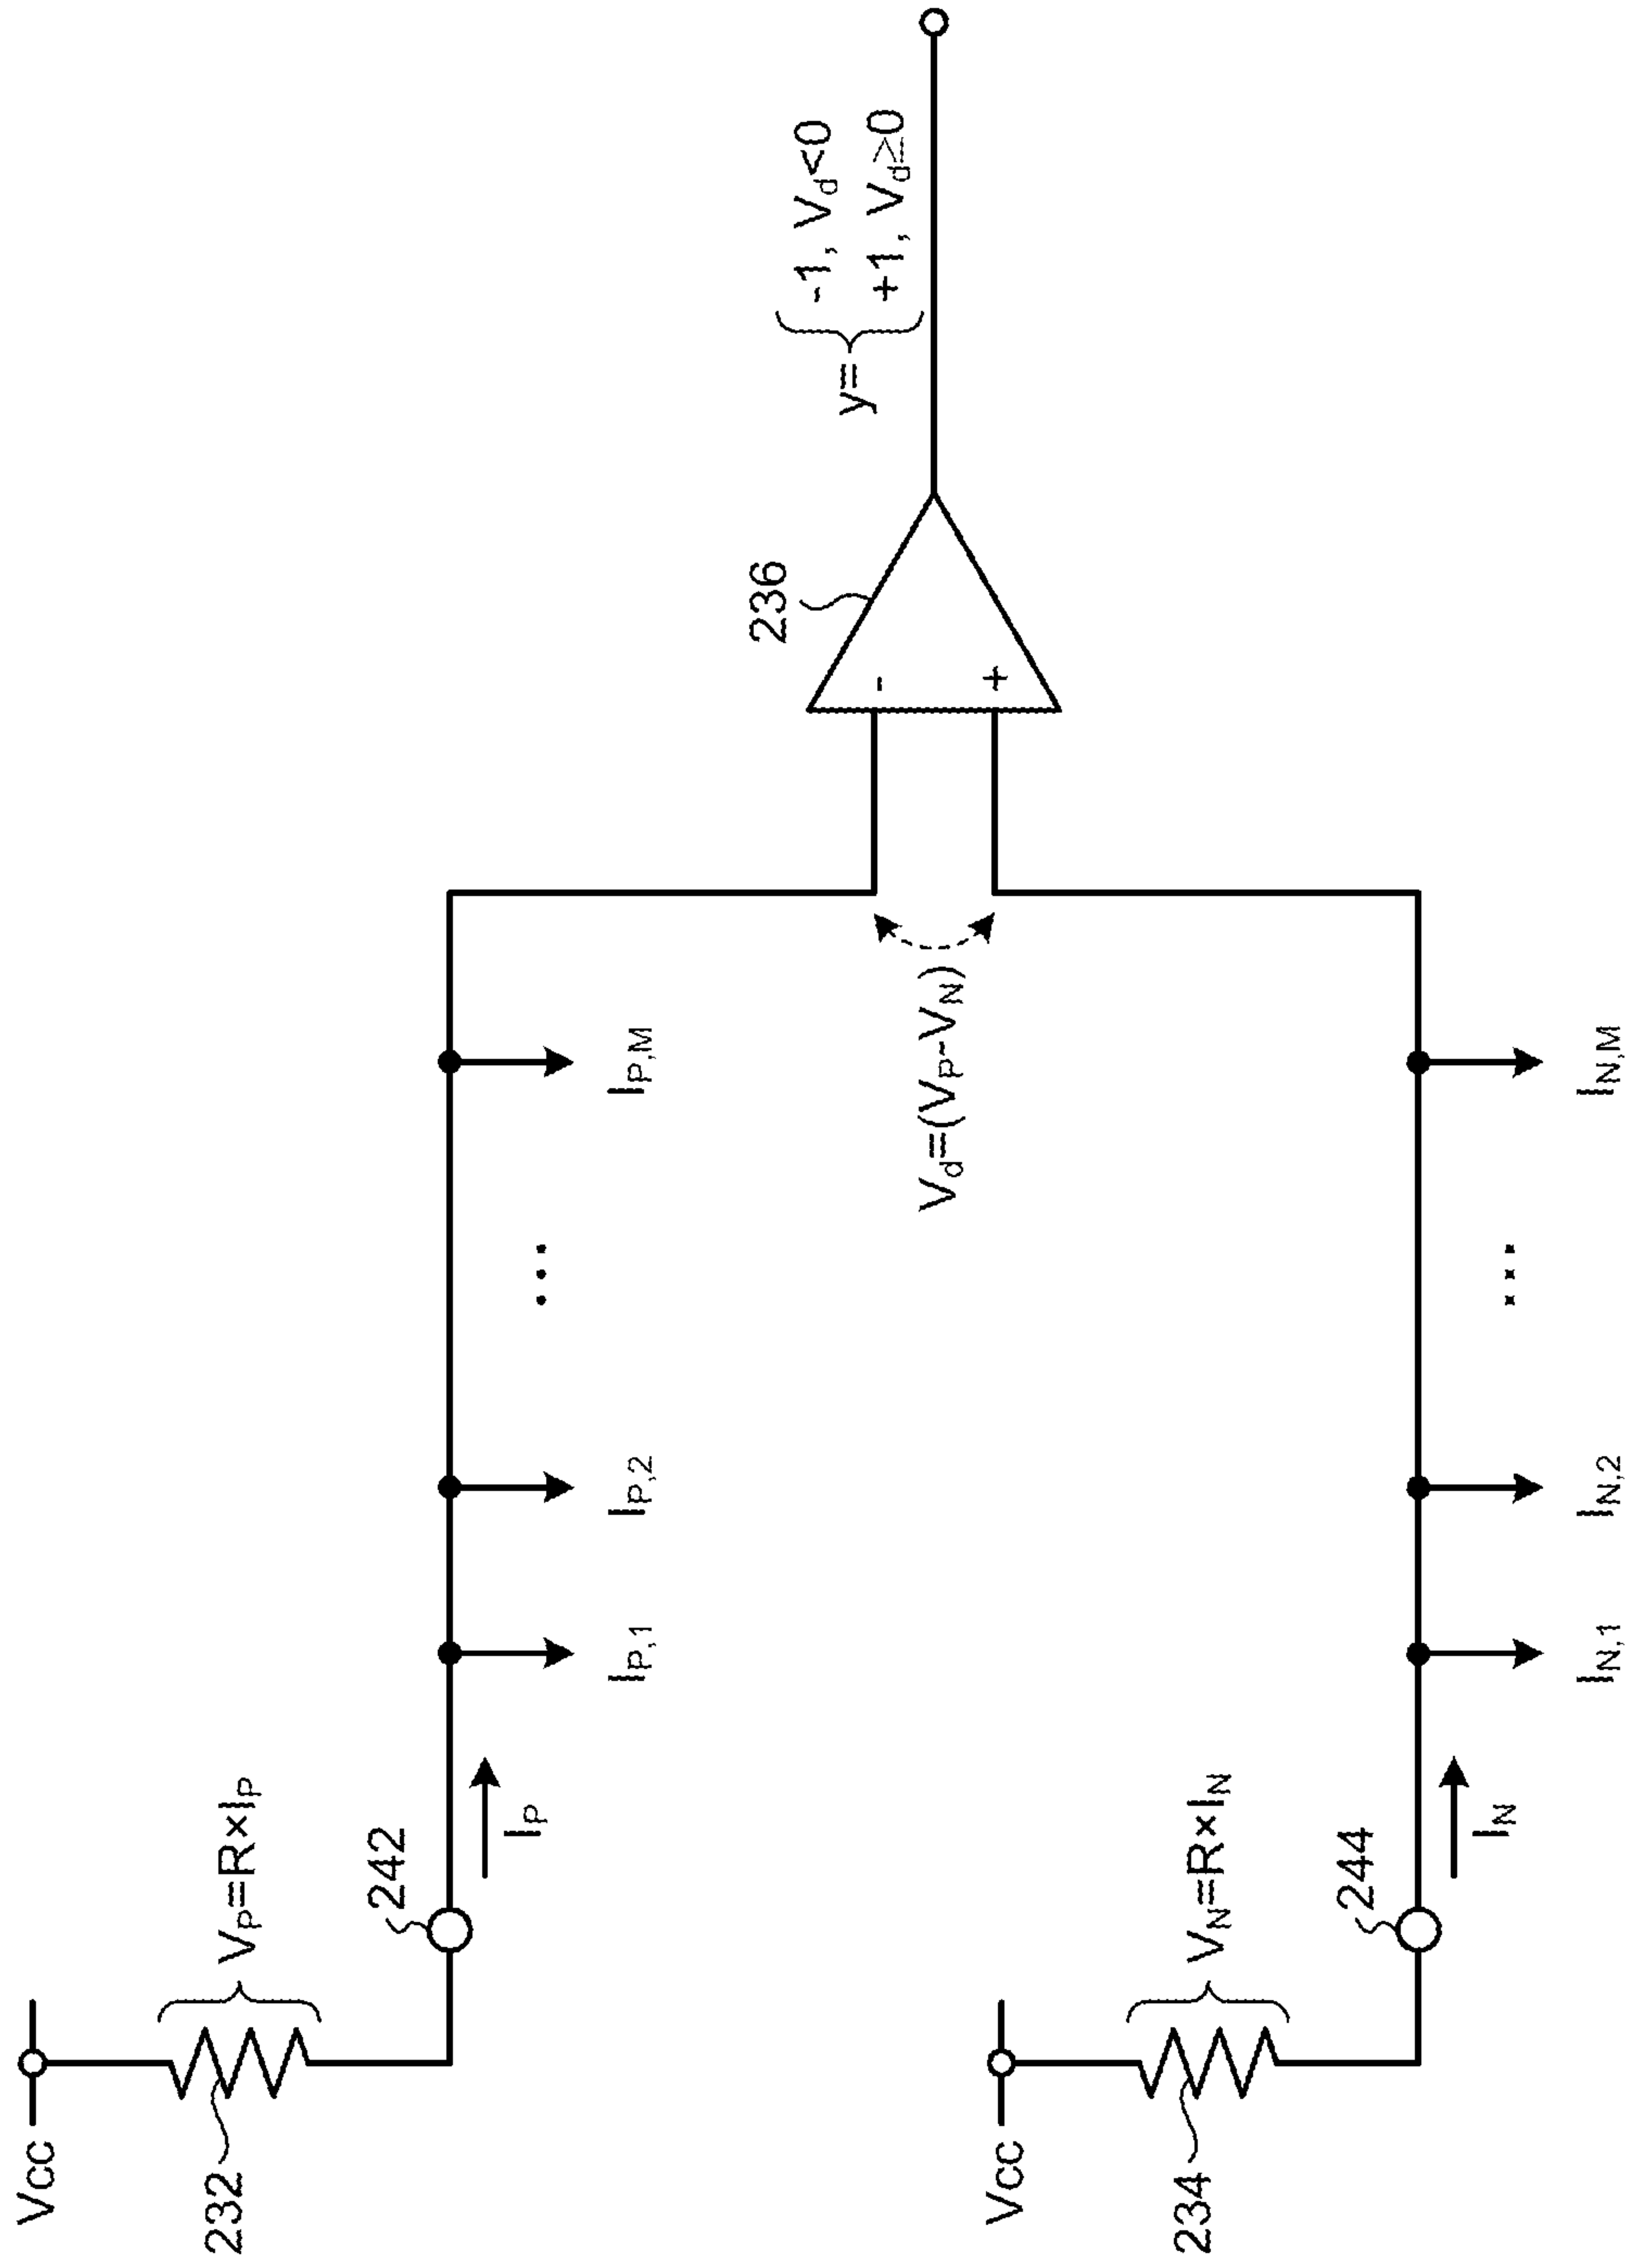 Vcc
232
V_P=R×I_P
242
I_P
I_P,1
I_P,2
...
I_P,M
V_d=(V_P-V_N)
-
+
236
y=
-1, V_d<0
+1, V_d≥0
Vcc
234
V_N=R×I_N
244
I_N
I_N,1
I_N,2
...
I_N,M